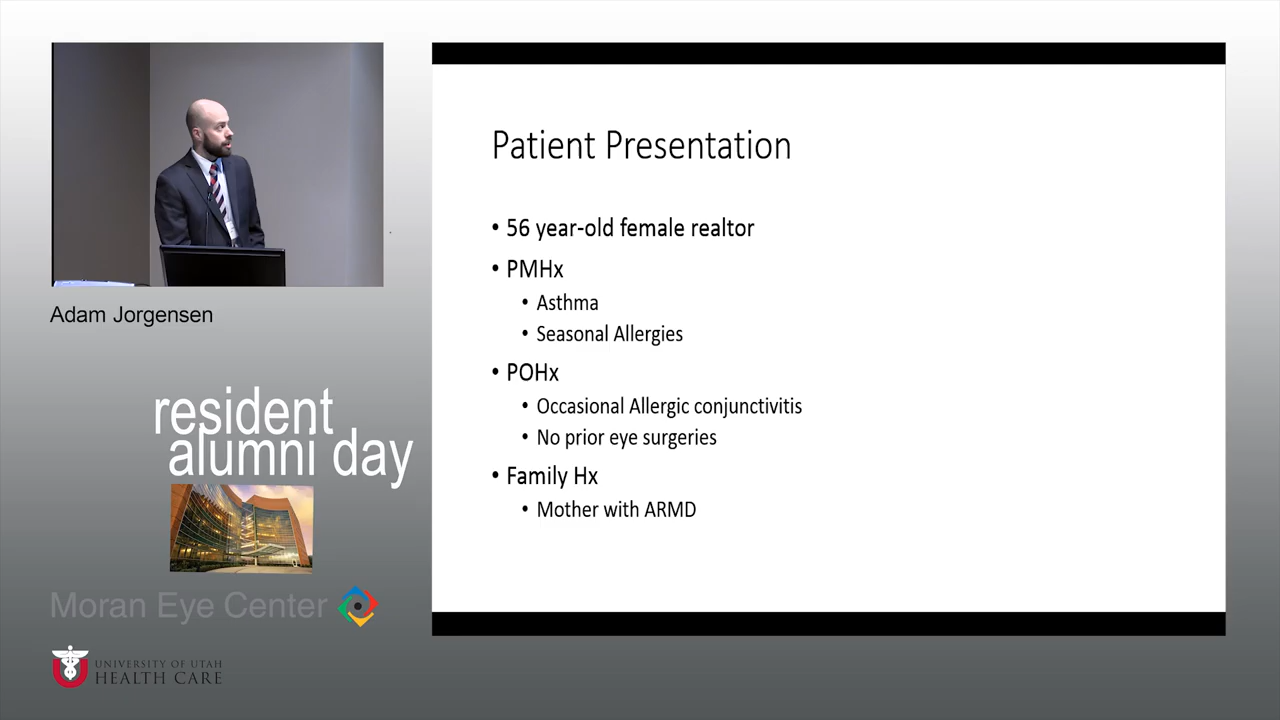 Patient Presentation
• 56 year-old female realtor
• PMHx
• Asthma
• Seasonal Allergies
• POHx
• Occasional Allergic conjunctivitis
• No prior eye surgeries
• Family Hx
• Mother with ARMD
Adam Jorgensen
resident
alumni day
Moran Eye Center
UNIVERSITY OF UTAH
HEALTH CARE